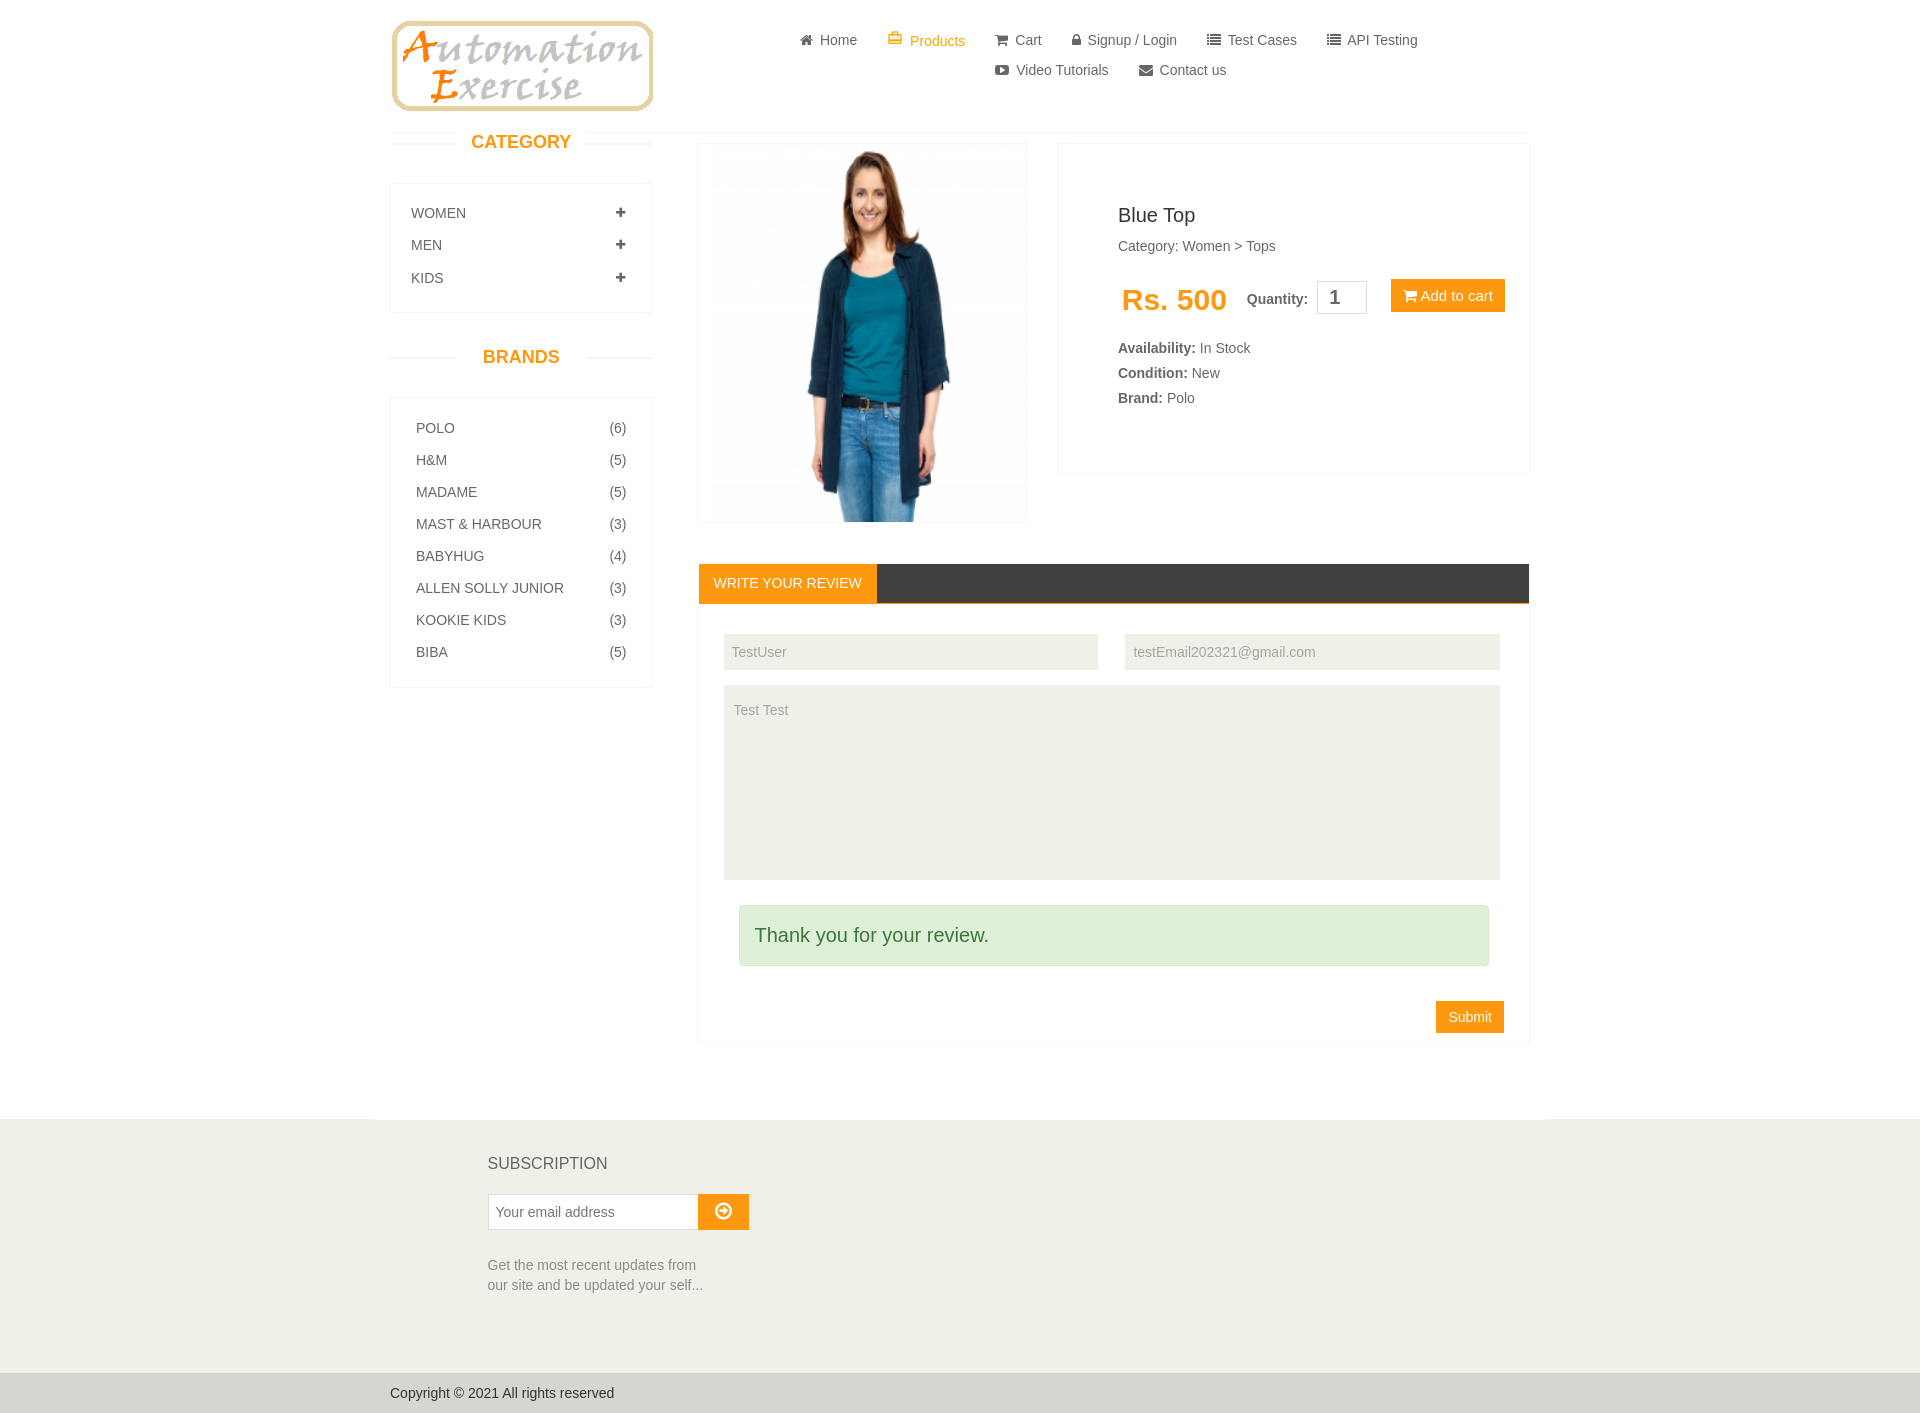 Automation
Exercise
Home Products Cart Signup / Login Test Cases API Testing
Video Tutorials Contact us
CATEGORY
WOMEN
MEN
KIDS
BRANDS
POLO (6)
H&M (5)
MADAME (5)
MAST & HARBOUR (3)
BABYHUG (4)
ALLEN SOLLY JUNIOR (3)
KOOKIE KIDS (3)
BIBA (5)
Blue Top
Category: Women > Tops
Rs. 500 Quantity: 1 Add to cart
Availability: In Stock
Condition: New
Brand: Polo
WRITE YOUR REVIEW
TestUser testEmail202321@gmail.com
Test Test
Thank you for your review.
Submit
SUBSCRIPTION
Your email address
Get the most recent updates from
our site and be updated your self...
Copyright © 2021 All rights reserved